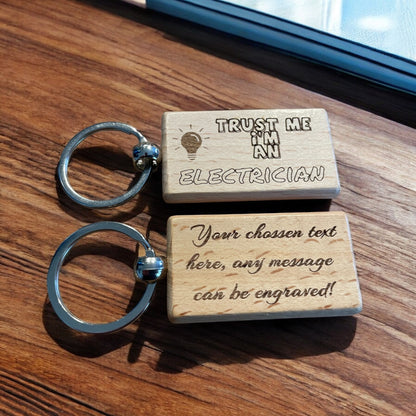 TRUST ME
I'M
AN
ELECTRICIAN
Your chossen text
here, any message
can be engraved!